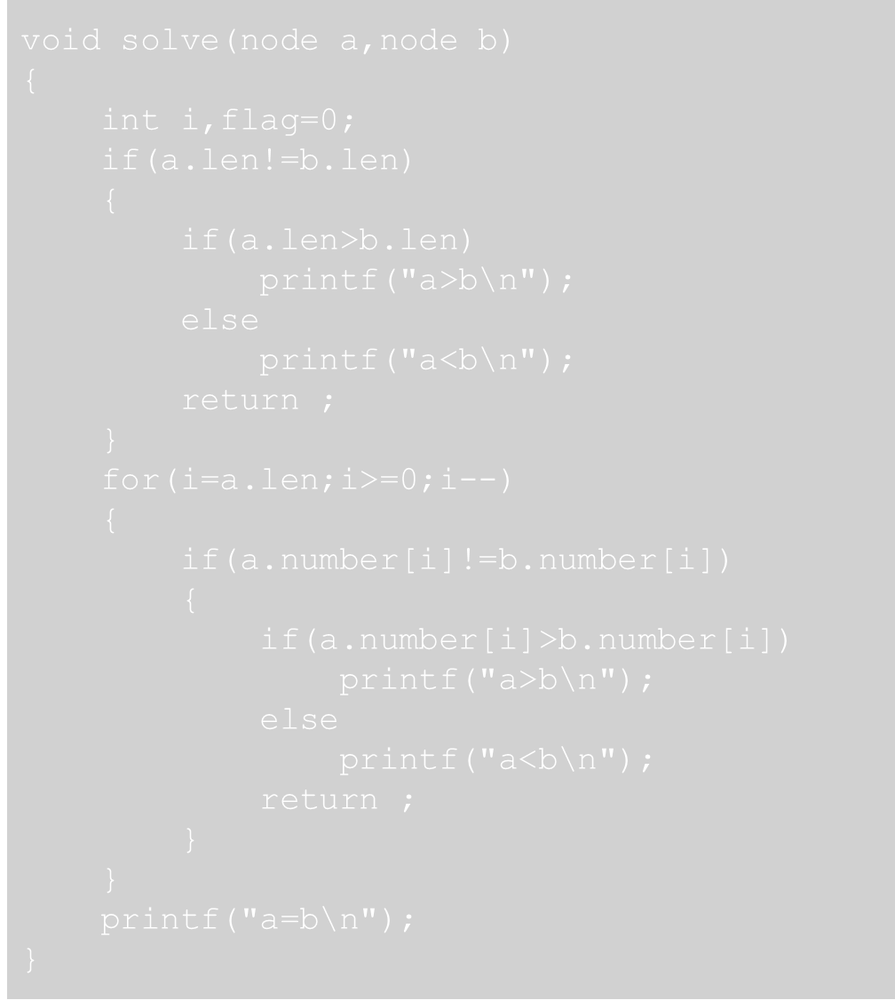 void solve(node a,node b)
{
    int i,flag=0;
    if(a.len!=b.len)
    {
        if(a.len>b.len)
            printf("a>b\n");
        else
            printf("a<b\n");
        return ;
    }
    for(i=a.len;i>=0;i--)
    {
        if(a.number[i]!=b.number[i])
        {
            if(a.number[i]>b.number[i])
                printf("a>b\n");
            else
                printf("a<b\n");
            return ;
        }
    }
    printf("a=b\n");
}